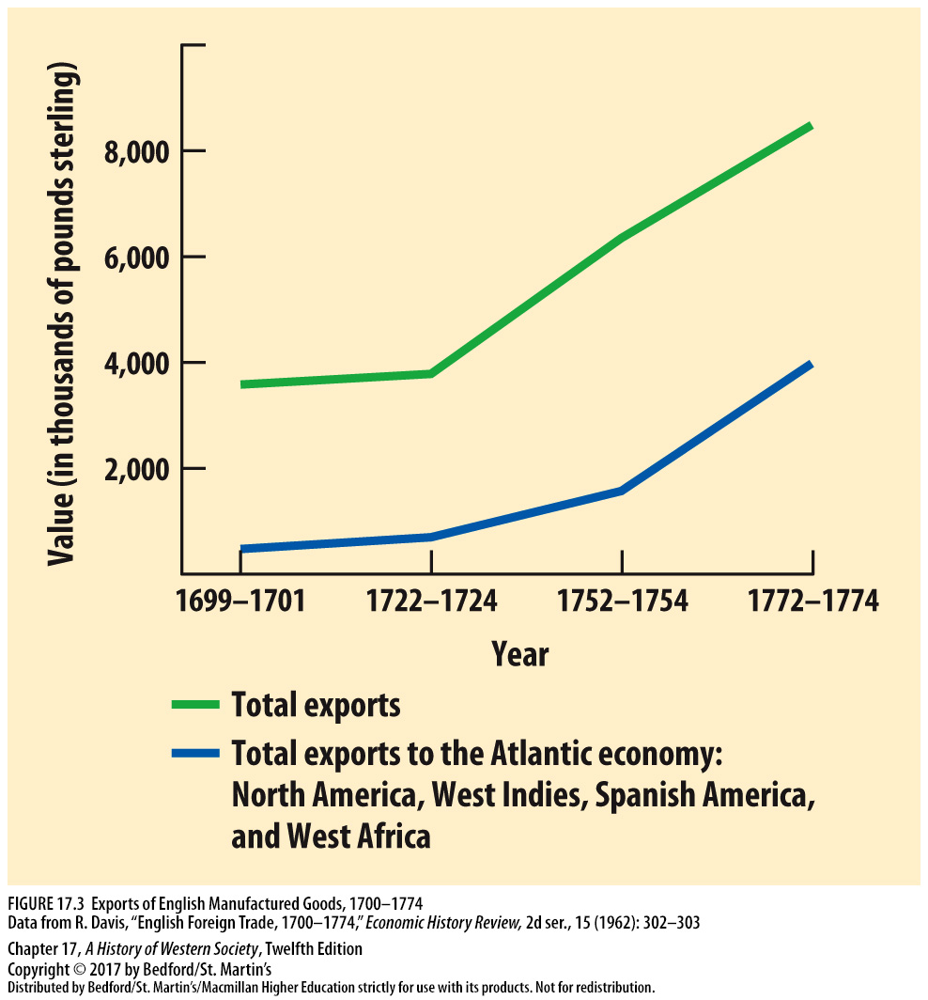 Value (in thousands of pounds sterling)
8,000
6,000
4,000
2,000
1699–1701 1722–1724 1752–1754 1772–1774
Year
Total exports
Total exports to the Atlantic economy:
North America, West Indies, Spanish America,
and West Africa
FIGURE 17.3 Exports of English Manufactured Goods, 1700–1774
Data from R. Davis, “English Foreign Trade, 1700–1774,” Economic History Review, 2d ser., 15 (1962): 302–303
Chapter 17, A History of Western Society, Twelfth Edition
Copyright © 2017 by Bedford/St. Martin’s
Distributed by Bedford/St. Martin’s/Macmillan Higher Education strictly for use with its products. Not for redistribution.